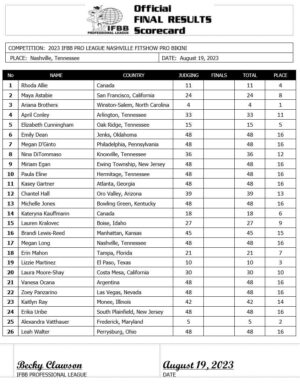 IFBB
PROFESSIONAL LEAGUE
Official
FINAL RESULTS
Scorecard
COMPETITION: 2023 IFBB PRO LEAGUE NASHVILLE FITSHOW PRO BIKINI
PLACE: Nashville, Tennessee DATE: August 19, 2023
No NAME COUNTRY JUDGING FINALS TOTAL PLACE
1 Rhoda Allie Canada 11 11 4
2 Maya Astabie San Francisco, California 24 24 8
3 Ariana Brothers Winston-Salem, North Carolina 4 4 1
4 April Conley Arlington, Tennessee 33 33 11
5 Elizabeth Cunningham Oak Ridge, Tennessee 15 15 5
6 Emily Dean Jenks, Oklahoma 48 48 16
7 Megan D'Ginto Philadelphia, Pennsylvania 48 48 16
8 Nina DiTommaso Knoxville, Tennessee 36 36 12
9 Miriam Epan Ewing Township, New Jersey 48 48 16
10 Paula Eline Hermitage, Tennessee 48 48 16
11 Kasey Gartner Atlanta, Georgia 48 48 16
12 Chantel Hall Oro Valley, Arizona 39 39 13
13 Michelle Jones Bowling Green, Kentucky 48 48 16
14 Kateryna Kauffmann Canada 18 18 6
15 Lauren Kralovec Boise, Idaho 27 27 9
16 Brandi Lewis-Reed Manhattan, Kansas 45 45 15
17 Megan Long Nashville, Tennessee 48 48 16
18 Erin Mahon Tampa, Florida 21 21 7
19 Lizzie Martinez El Paso, Texas 10 10 3
20 Laura Moore-Shay Costa Mesa, California 30 30 10
21 Vanesa Ocana Argentina 48 48 16
22 Zoey Panzarino Las Vegas, Nevada 48 48 16
23 Kaitlyn Ray Monee, Illinois 42 42 14
24 Erika Unbe South Plainfield, New Jersey 48 48 16
25 Alexandra Vatthauer Frederick, Maryland 5 5 2
26 Leah Walter Perrysburg, Ohio 48 48 16
Becky Clawson August 19, 2023
IFBB PROFESSIONAL LEAGUE DATE